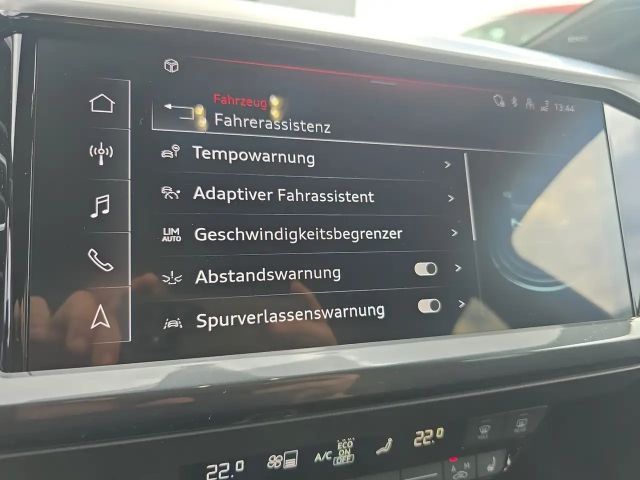 Fahrzeug
Fahrerassistenz
13:44
Tempowarnung
Adaptiver Fahrassistent
LIM
AUTO
Geschwindigkeitsbegrenzer
Abstandswarnung
Spurverlassenswarnung
22.0
A/C
ECO
ON
OFF
22.0
A M